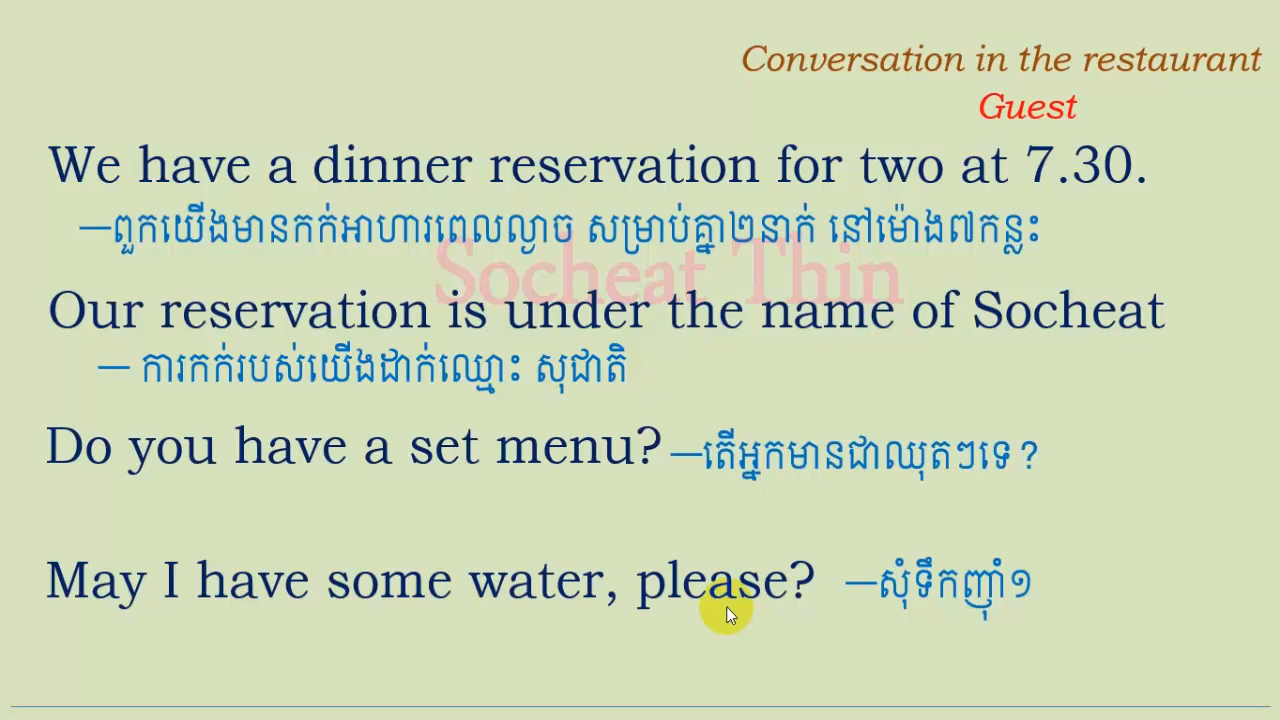 Conversation in the restaurant
Guest
We have a dinner reservation for two at 7.30.
—ពួកយើងមានកក់អាហារពេលល្ងាច សម្រាប់គ្នា២នាក់ នៅម៉ោង៧កន្លះ
Socheat Thin
Our reservation is under the name of Socheat
— ការកក់របស់យើងដាក់ឈ្មោះ សុជាតិ
Do you have a set menu? —តើអ្នកមានជាឈុតៗទេ?
May I have some water, please? —សុំទឹកញ៉ាំ១